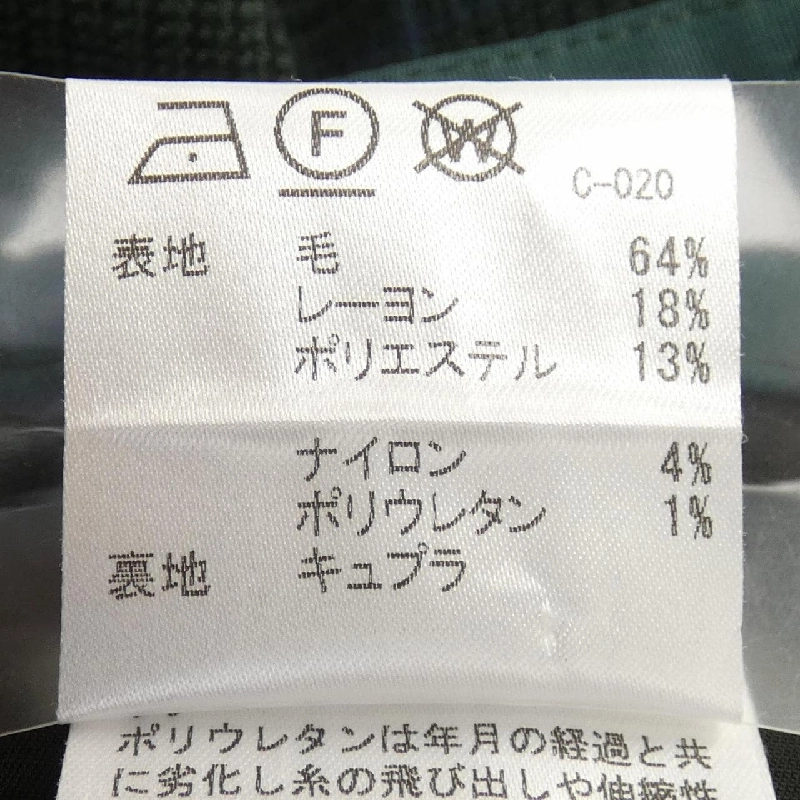 F W
C-020
表地 毛 64%
レーヨン 18%
ポリエステル 13%
ナイロン 4%
ポリウレタン 1%
裏地 キュプラ
ポリウレタンは年月の経過と共
に劣化し糸の飛び出しや伸縮性